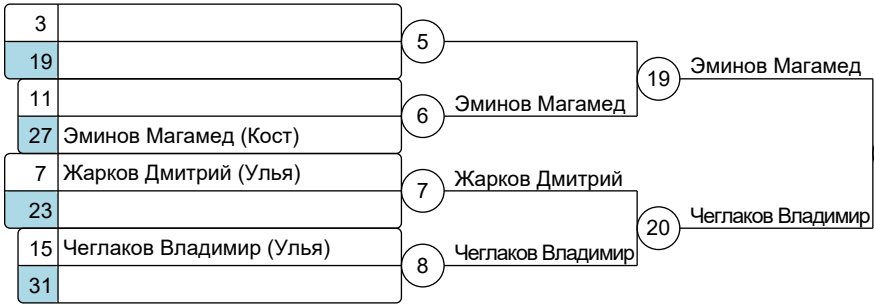 3
19
5
11
27 Эминов Магамед (Кост)
6 Эминов Магамед
19 Эминов Магамед
7 Жарков Дмитрий (Улья)
23
7 Жарков Дмитрий
15 Чеглаков Владимир (Улья)
31
8 Чеглаков Владимир
20 Чеглаков Владимир